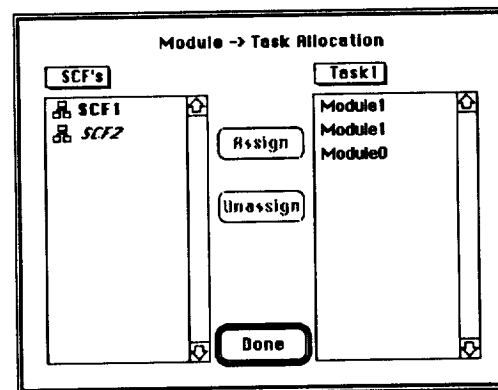 Module -> Task Allocation
SCF's
SCF1
SCF2
Assign
Unassign
Done
Task1
Module1
Module1
Module0